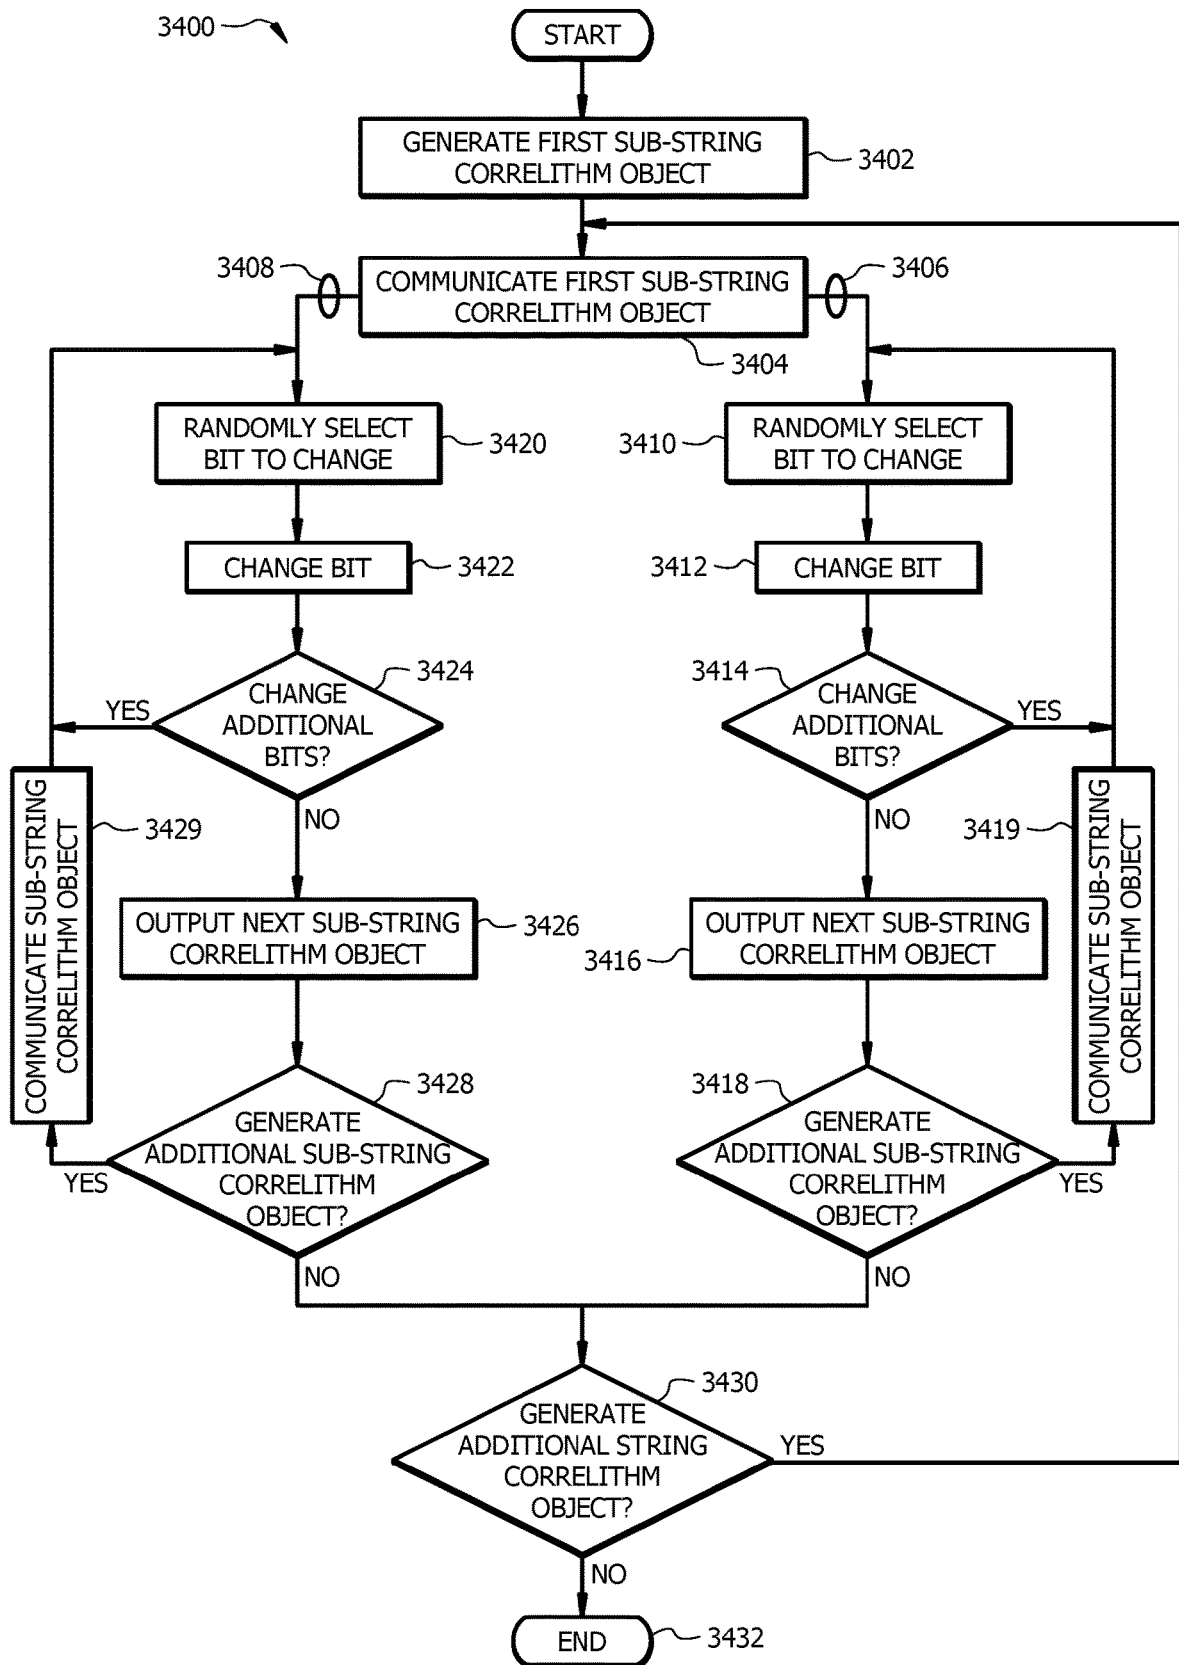 3400
START
GENERATE FIRST SUB-STRING
CORRELITHM OBJECT
3402
3408
COMMUNICATE FIRST SUB-STRING
CORRELITHM OBJECT
3406
3404
RANDOMLY SELECT
BIT TO CHANGE
3420
3410
RANDOMLY SELECT
BIT TO CHANGE
CHANGE BIT
3422
3412
CHANGE BIT
3424
CHANGE
ADDITIONAL
BITS?
YES
NO
3414
CHANGE
ADDITIONAL
BITS?
YES
NO
COMMUNICATE SUB-STRING
CORRELITHM OBJECT
3429
3419
COMMUNICATE SUB-STRING
CORRELITHM OBJECT
OUTPUT NEXT SUB-STRING
CORRELITHM OBJECT
3426
OUTPUT NEXT SUB-STRING
CORRELITHM OBJECT
3416
3428
GENERATE
ADDITIONAL SUB-STRING
CORRELITHM
OBJECT?
YES
NO
3418
GENERATE
ADDITIONAL SUB-STRING
CORRELITHM
OBJECT?
YES
NO
3430
GENERATE
ADDITIONAL STRING
CORRELITHM
OBJECT?
YES
NO
END
3432